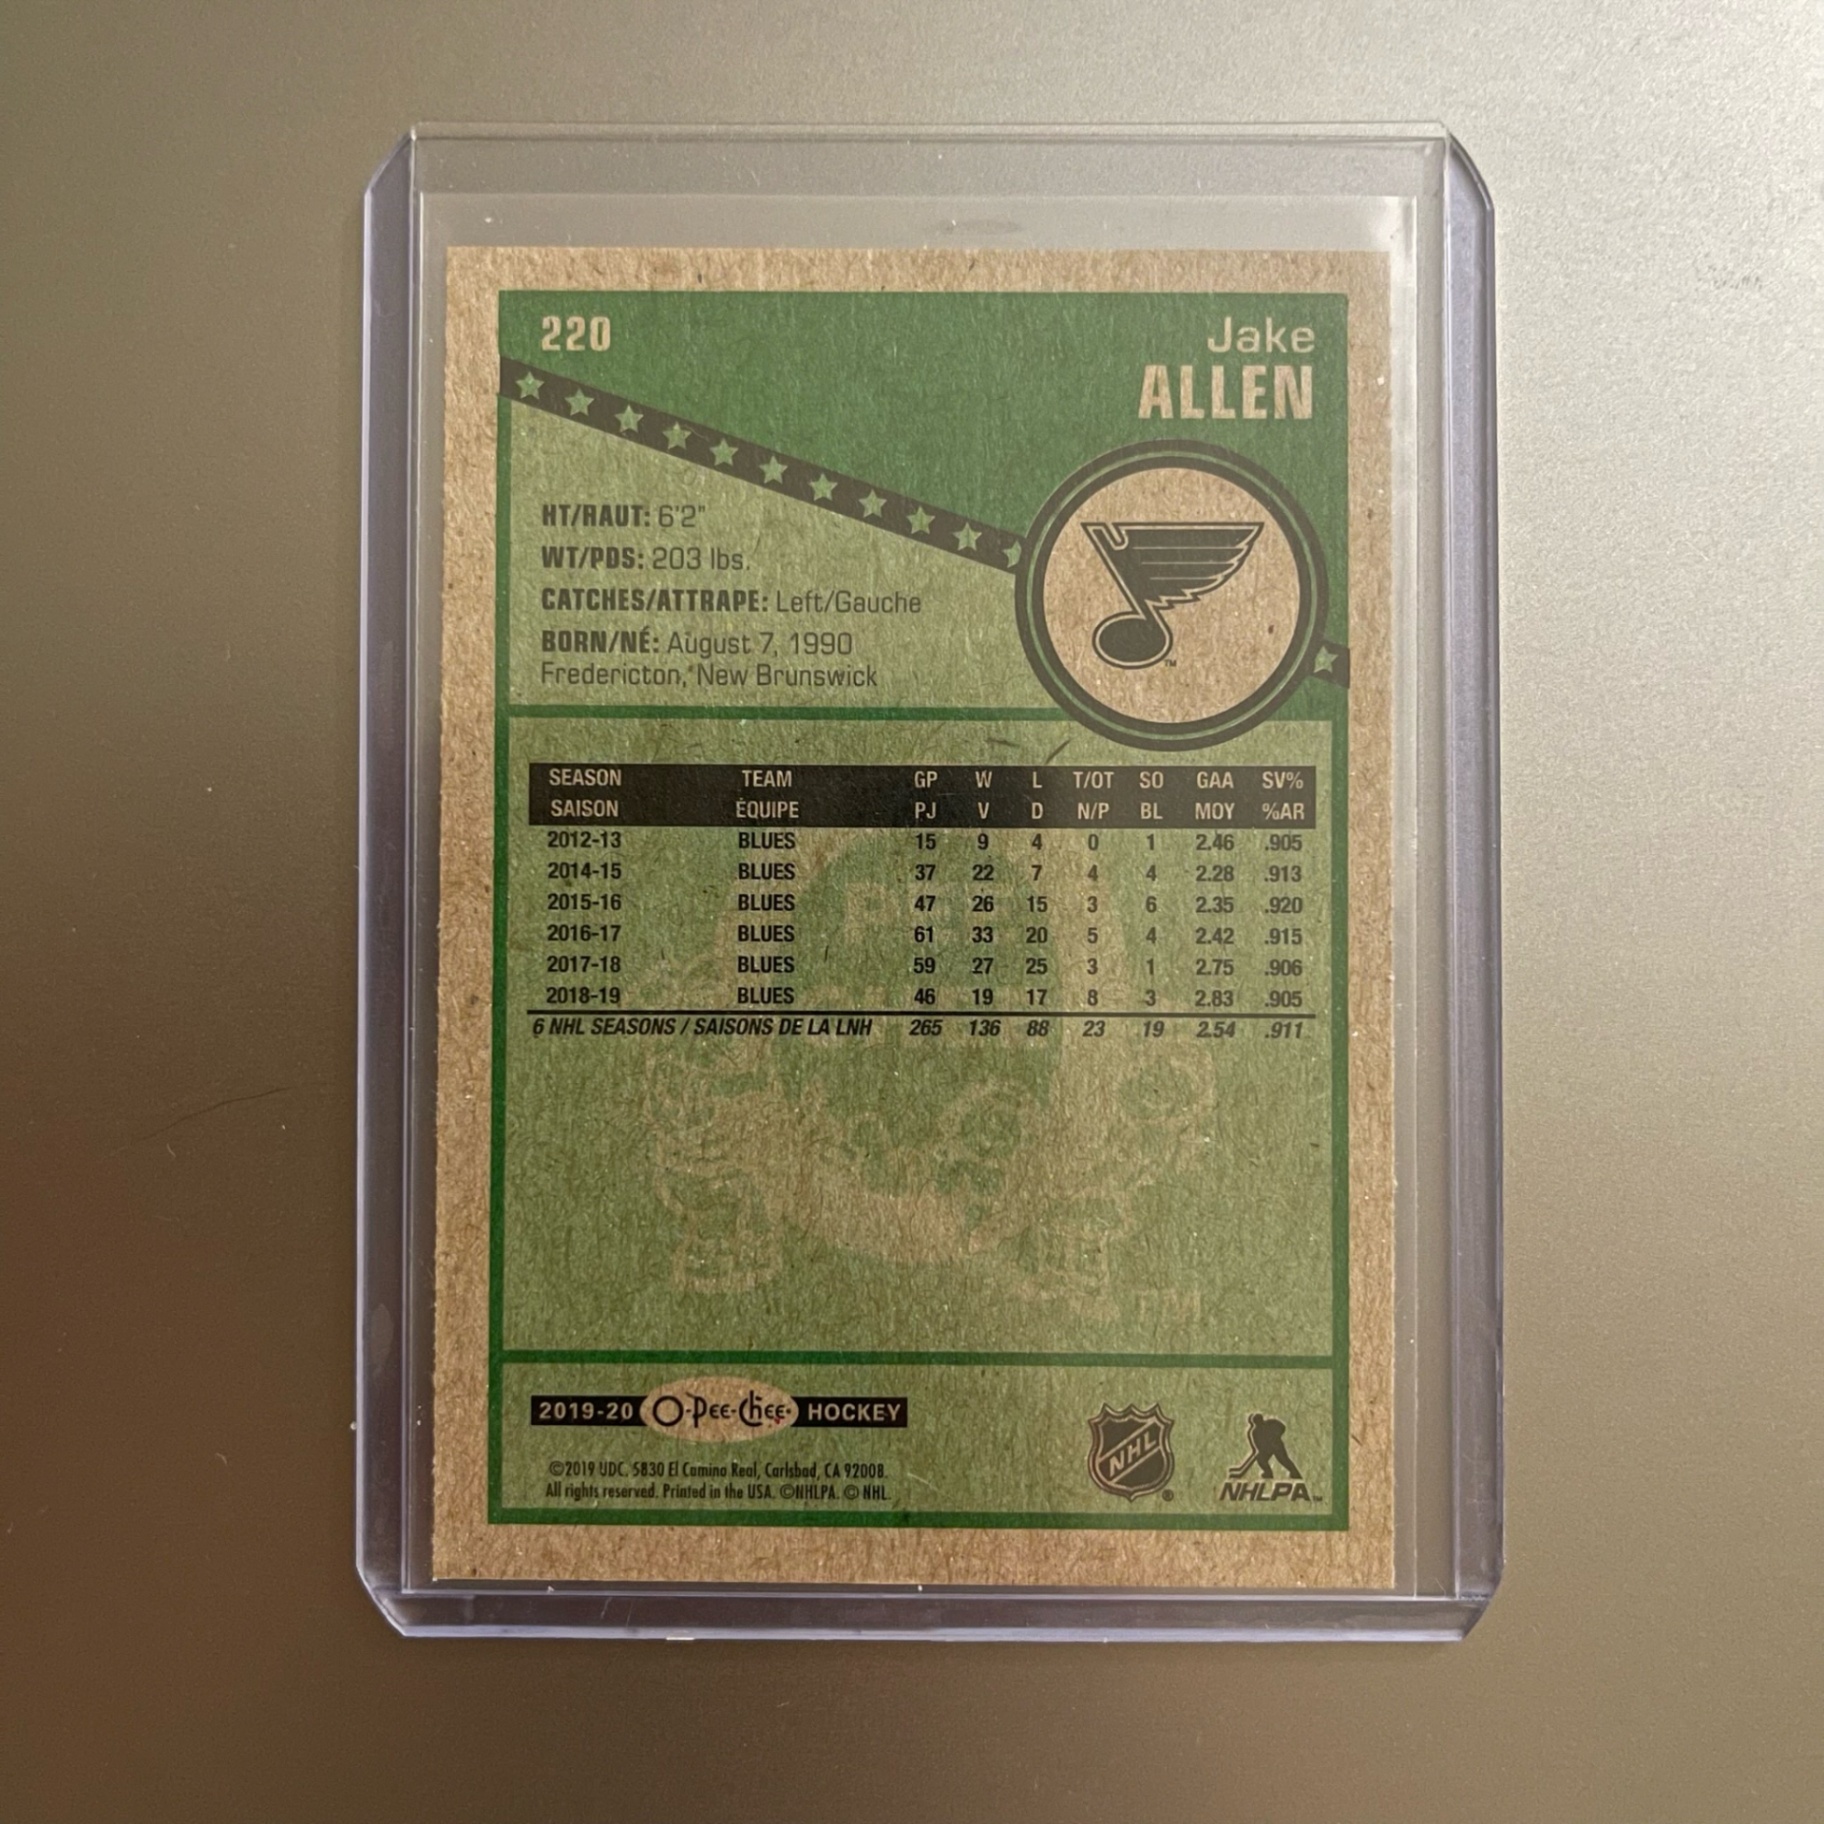 220
Jake
ALLEN
HT/HAUT: 6'2"
WT/PDS: 203 lbs.
CATCHES/ATTRAPE: Left/Gauche
BORN/NÉ: August 7, 1990
Fredericton, New Brunswick
TM
SEASON TEAM GP W L T/OT SO GAA SV%
SAISON ÉQUIPE PJ V D N/P BL MOY %AR
2012-13 BLUES 15 9 4 0 1 2.46 .905
2014-15 BLUES 37 22 7 4 4 2.28 .913
2015-16 BLUES 47 26 15 3 6 2.35 .920
2016-17 BLUES 61 33 20 5 4 2.42 .915
2017-18 BLUES 59 27 25 3 1 2.75 .906
2018-19 BLUES 46 19 17 8 3 2.83 .905
6 NHL SEASONS / SAISONS DE LA LNH 265 136 88 23 19 2.54 .911
TM
2019-20 O-Pee-Chee HOCKEY
NHL ®
NHLPA TM
©2019 UDC. 5830 El Camino Real, Carlsbad, CA 92008.
All rights reserved. Printed in the USA. ©NHLPA. © NHL.